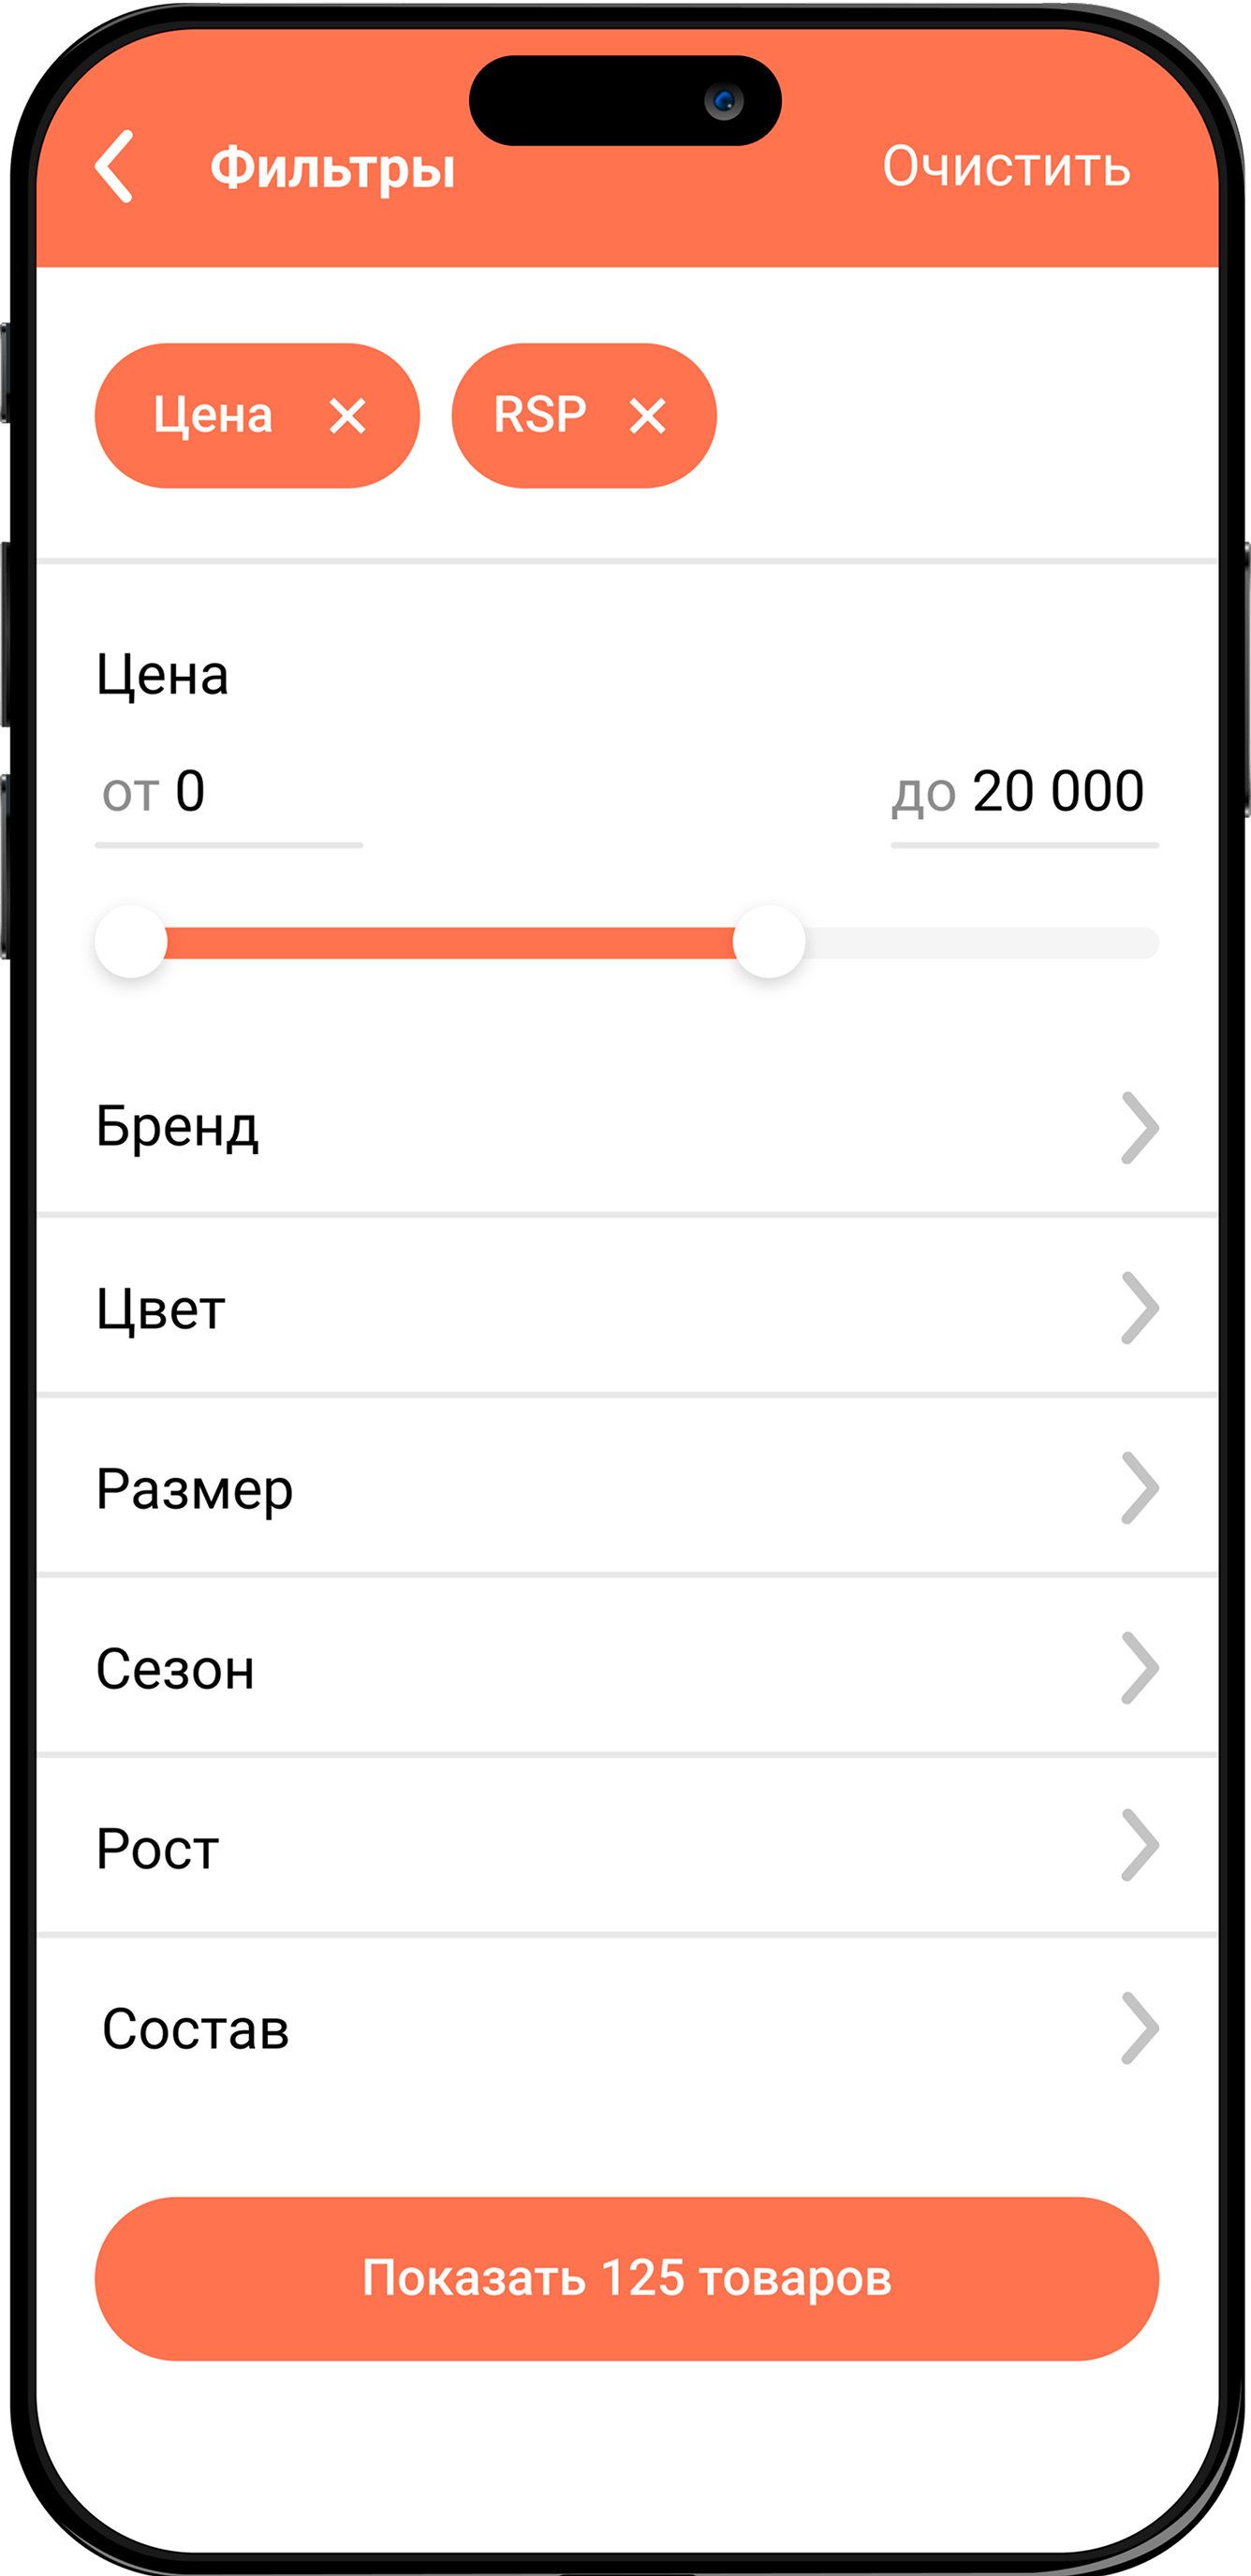 Фильтры Очистить
Цена RSP
Цена
от 0 до 20 000
Бренд
Цвет
Размер
Сезон
Рост
Состав
Показать 125 товаров